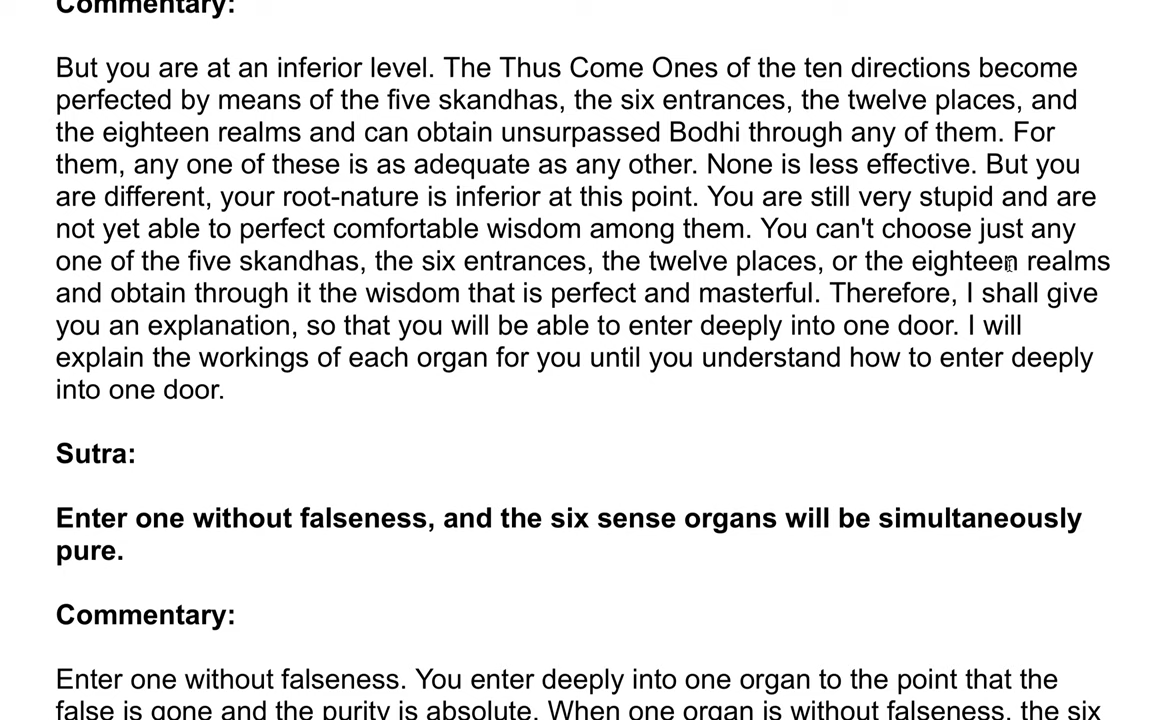 Commentary:
But you are at an inferior level. The Thus Come Ones of the ten directions become
perfected by means of the five skandhas, the six entrances, the twelve places, and
the eighteen realms and can obtain unsurpassed Bodhi through any of them. For
them, any one of these is as adequate as any other. None is less effective. But you
are different, your root-nature is inferior at this point. You are still very stupid and are
not yet able to perfect comfortable wisdom among them. You can't choose just any
one of the five skandhas, the six entrances, the twelve places, or the eighteen realms
and obtain through it the wisdom that is perfect and masterful. Therefore, I shall give
you an explanation, so that you will be able to enter deeply into one door. I will
explain the workings of each organ for you until you understand how to enter deeply
into one door.
Sutra:
Enter one without falseness, and the six sense organs will be simultaneously
pure.
Commentary:
Enter one without falseness. You enter deeply into one organ to the point that the
false is gone and the purity is absolute. When one organ is without falseness, the six